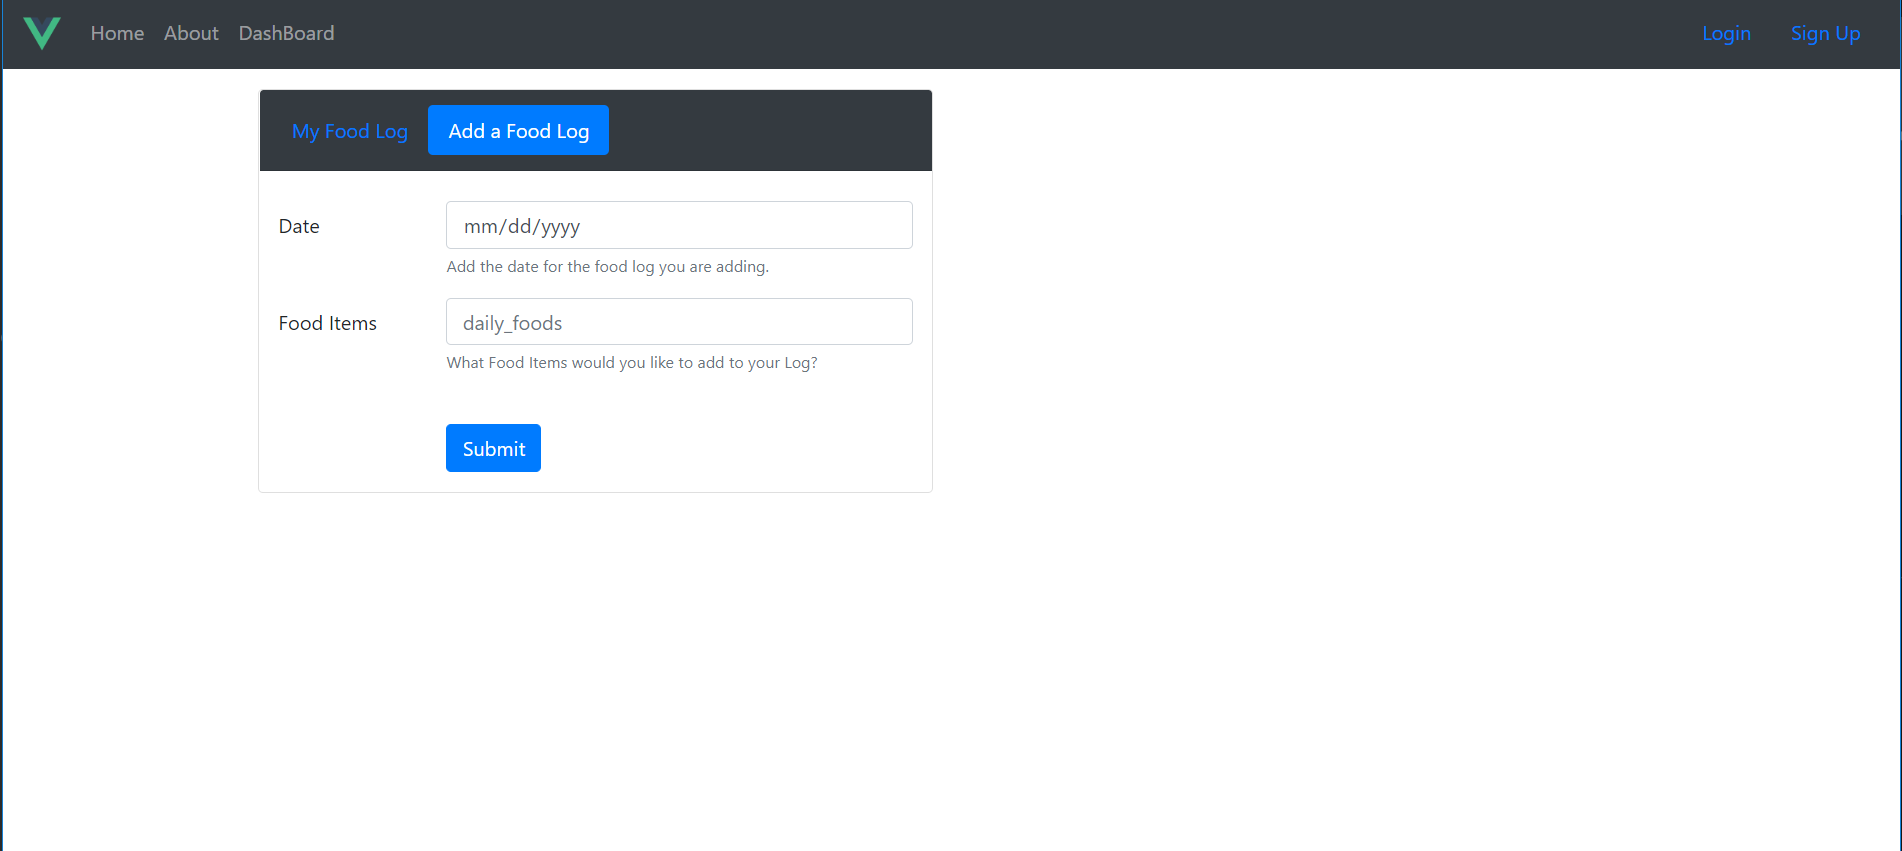 Home About DashBoard Login Sign Up
My Food Log Add a Food Log
Date mm/dd/yyyy
Add the date for the food log you are adding.
Food Items daily_foods
What Food Items would you like to add to your Log?
Submit